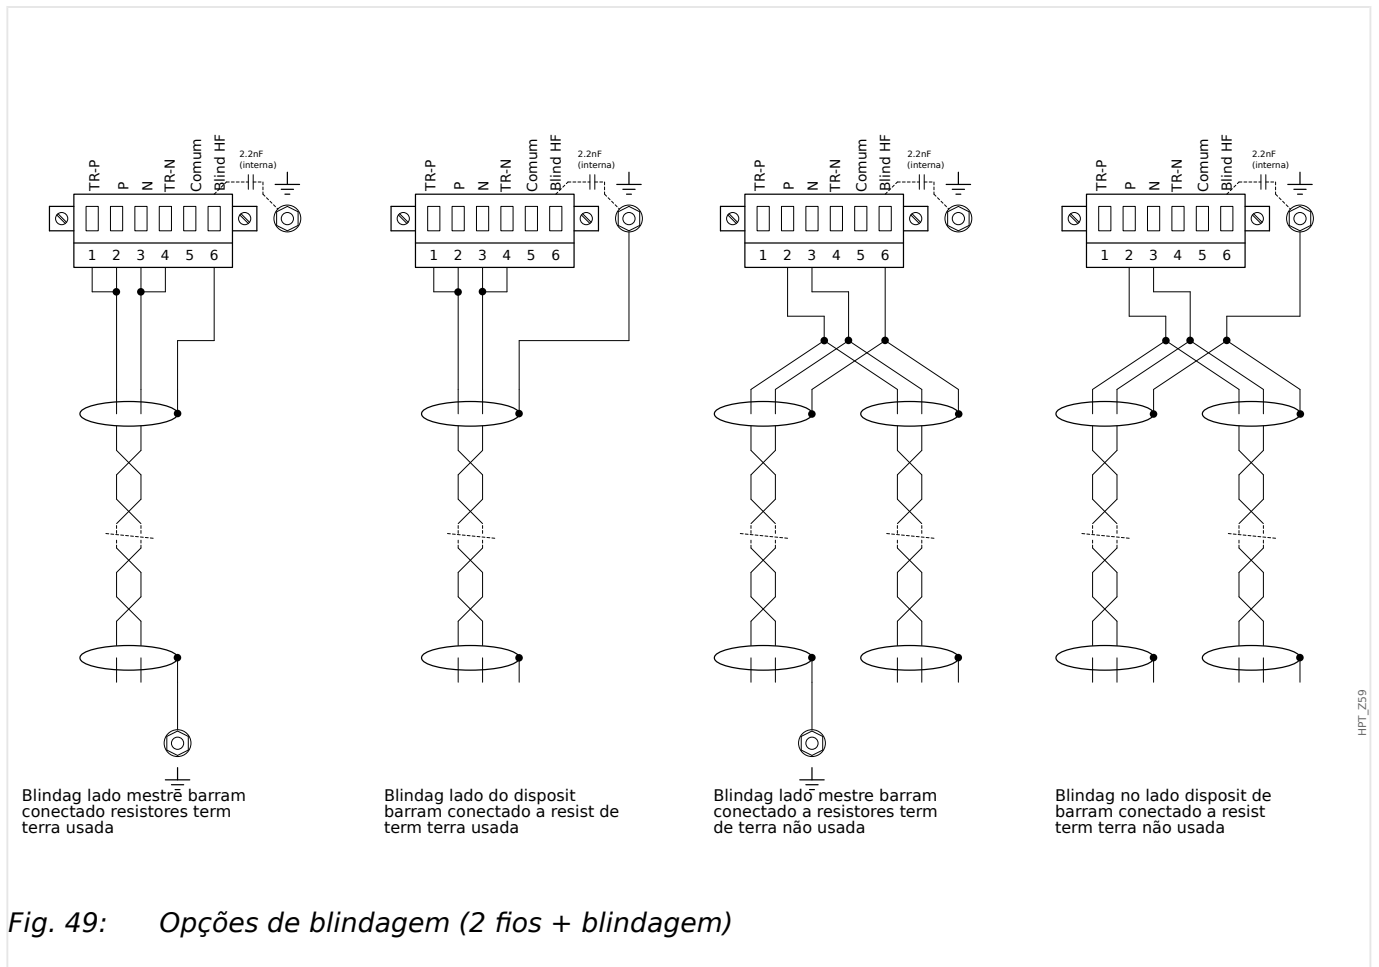 TR-P P N TR-N Comum Blind HF
2.2nF
(interna)
1 2 3 4 5 6
TR-P P N TR-N Comum Blind HF
2.2nF
(interna)
1 2 3 4 5 6
TR-P P N TR-N Comum Blind HF
2.2nF
(interna)
1 2 3 4 5 6
TR-P P N TR-N Comum Blind HF
2.2nF
(interna)
1 2 3 4 5 6
HPT_Z59
Blindag lado mestre barram
conectado resistores term
terra usada
Blindag lado do disposit
barram conectado a resist de
term terra usada
Blindag lado mestre barram
conectado a resistores term
de terra não usada
Blindag no lado disposit de
barram conectado a resist
term terra não usada
Fig. 49: Opções de blindagem (2 fios + blindagem)